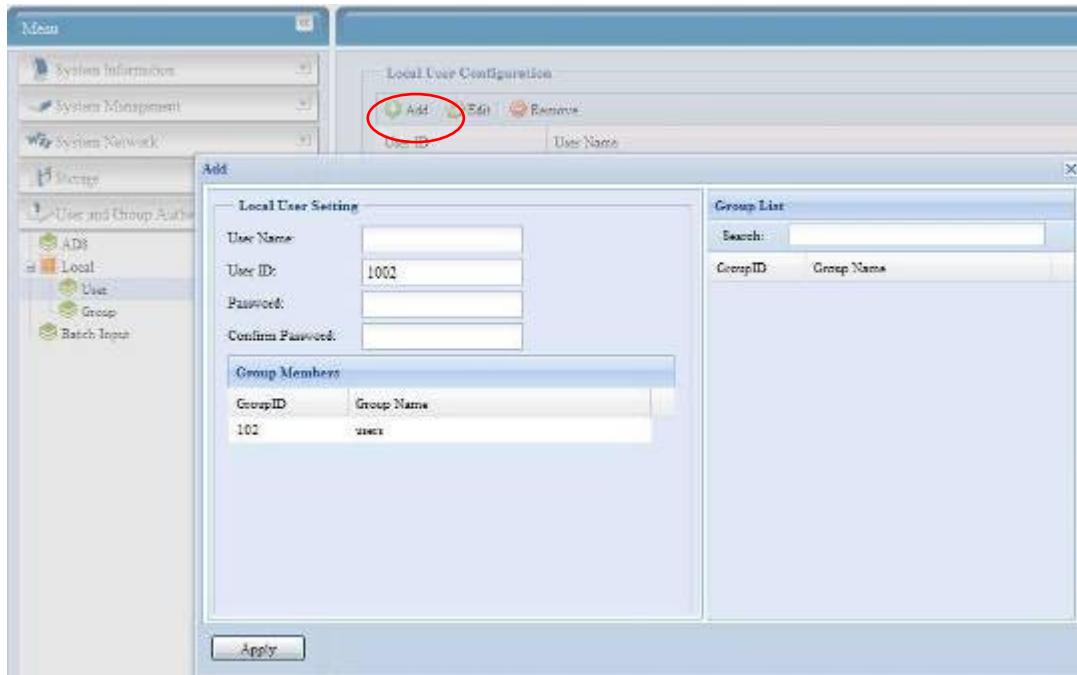 Menu
System Information
System Management
System Network
Storage
User and Group Authe
ADS
Local
User
Group
Batch Input
Local User Configuration
Add Edit Remove
User ID User Name
Add
Local User Setting
User Name:
User ID: 1002
Password:
Confirm Password:
Group Members
GroupID Group Name
102 users
Group List
Search:
GroupID Group Name
Apply